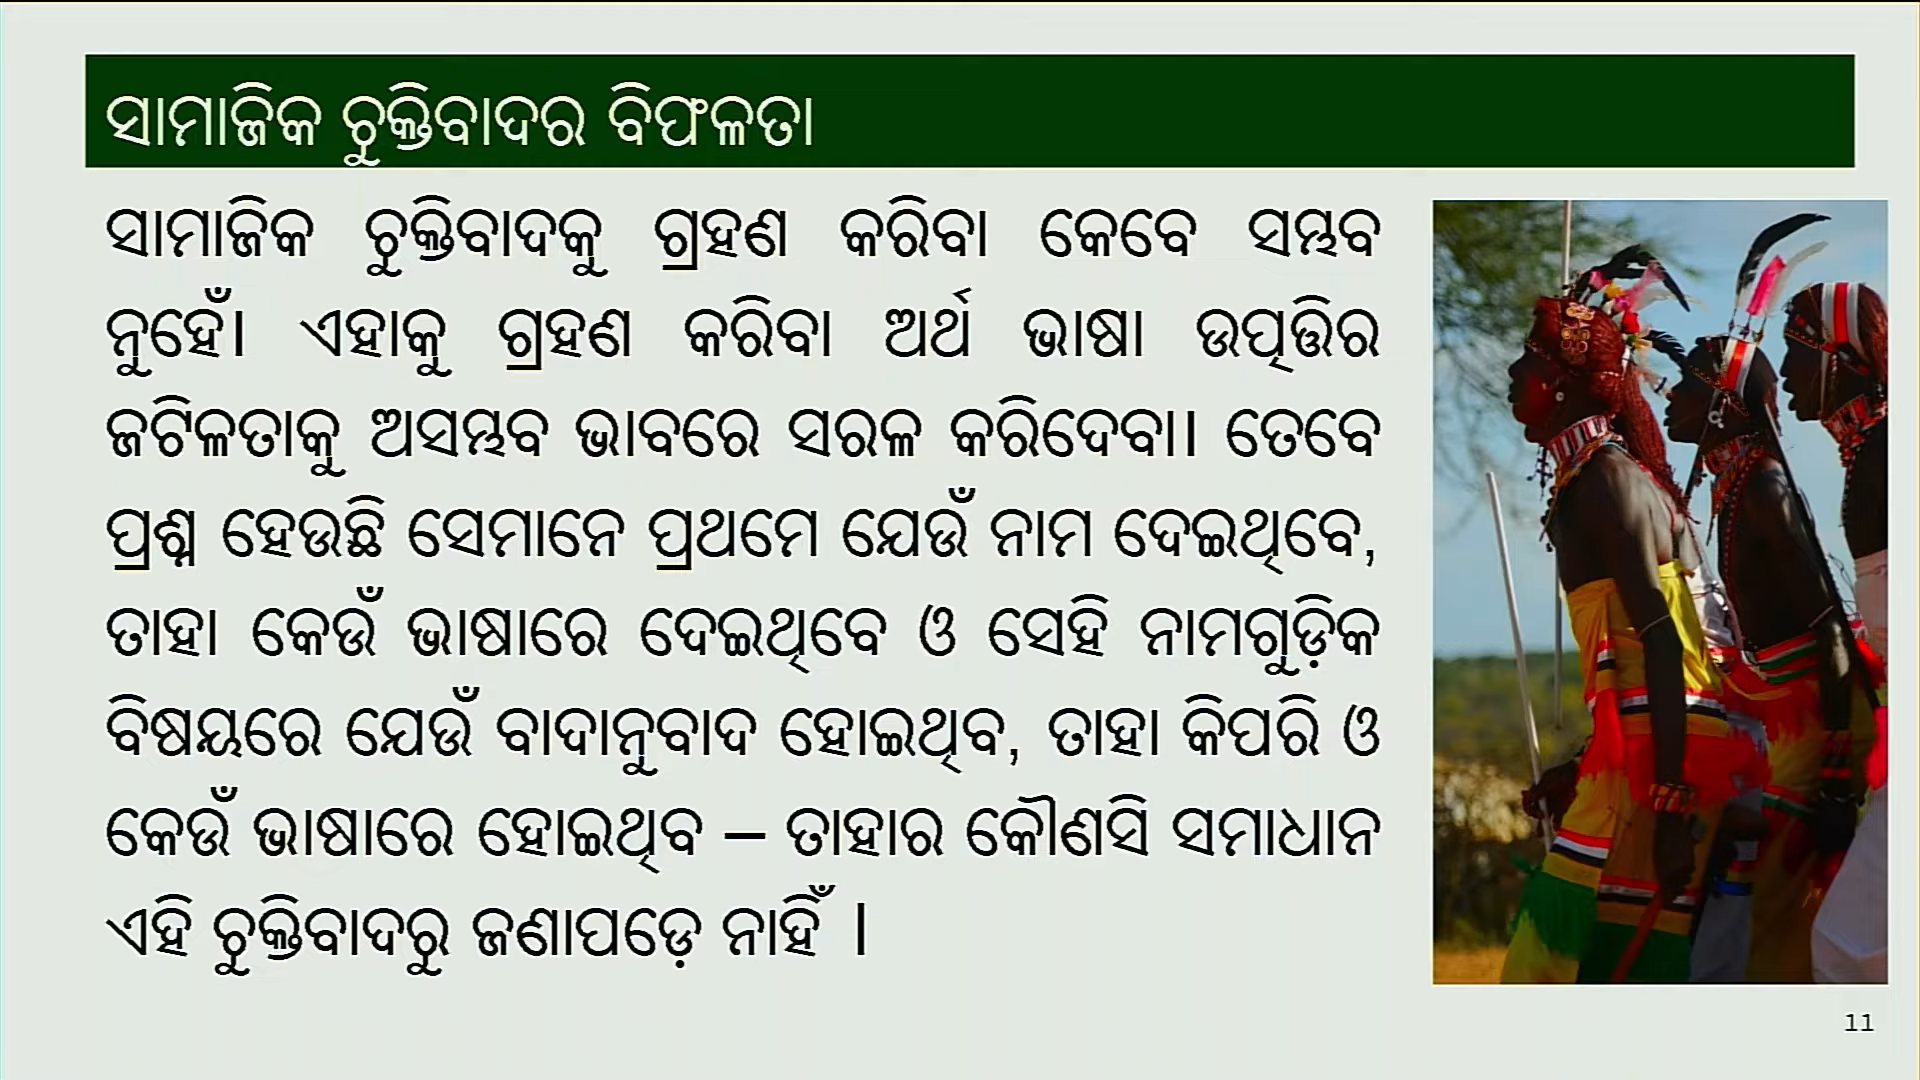 ସାମାଜିକ ଚୁକ୍ତିବାଦର ବିଫଳତା
ସାମାଜିକ ଚୁକ୍ତିବାଦକୁ ଗ୍ରହଣ କରିବା କେବେ ସମ୍ଭବ
ନୁହେଁ। ଏହାକୁ ଗ୍ରହଣ କରିବା ଅର୍ଥ ଭାଷା ଉତ୍ପତ୍ତିର
ଜଟିଳତାକୁ ଅସମ୍ଭବ ଭାବରେ ସରଳ କରିଦେବା। ତେବେ
ପ୍ରଶ୍ନ ହେଉଛି ସେମାନେ ପ୍ରଥମେ ଯେଉଁ ନାମ ଦେଇଥିବେ,
ତାହା କେଉଁ ଭାଷାରେ ଦେଇଥିବେ ଓ ସେହି ନାମଗୁଡ଼ିକ
ବିଷୟରେ ଯେଉଁ ବାଦାନୁବାଦ ହୋଇଥିବ, ତାହା କିପରି ଓ
କେଉଁ ଭାଷାରେ ହୋଇଥିବ – ତାହାର କୌଣସି ସମାଧାନ
ଏହି ଚୁକ୍ତିବାଦରୁ ଜଣାପଡ଼େ ନାହିଁ ।
11